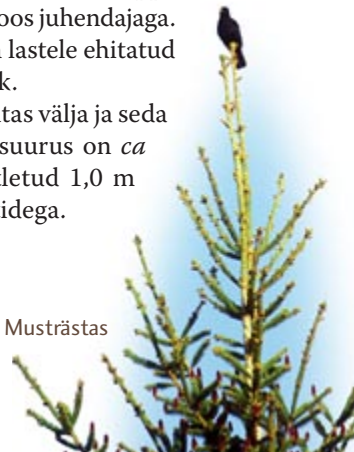 oos juhendajaga.
lastele ehitatud
k.
tas välja ja seda
suurus on ca
letud 1,0 m
idega.
Musträstas